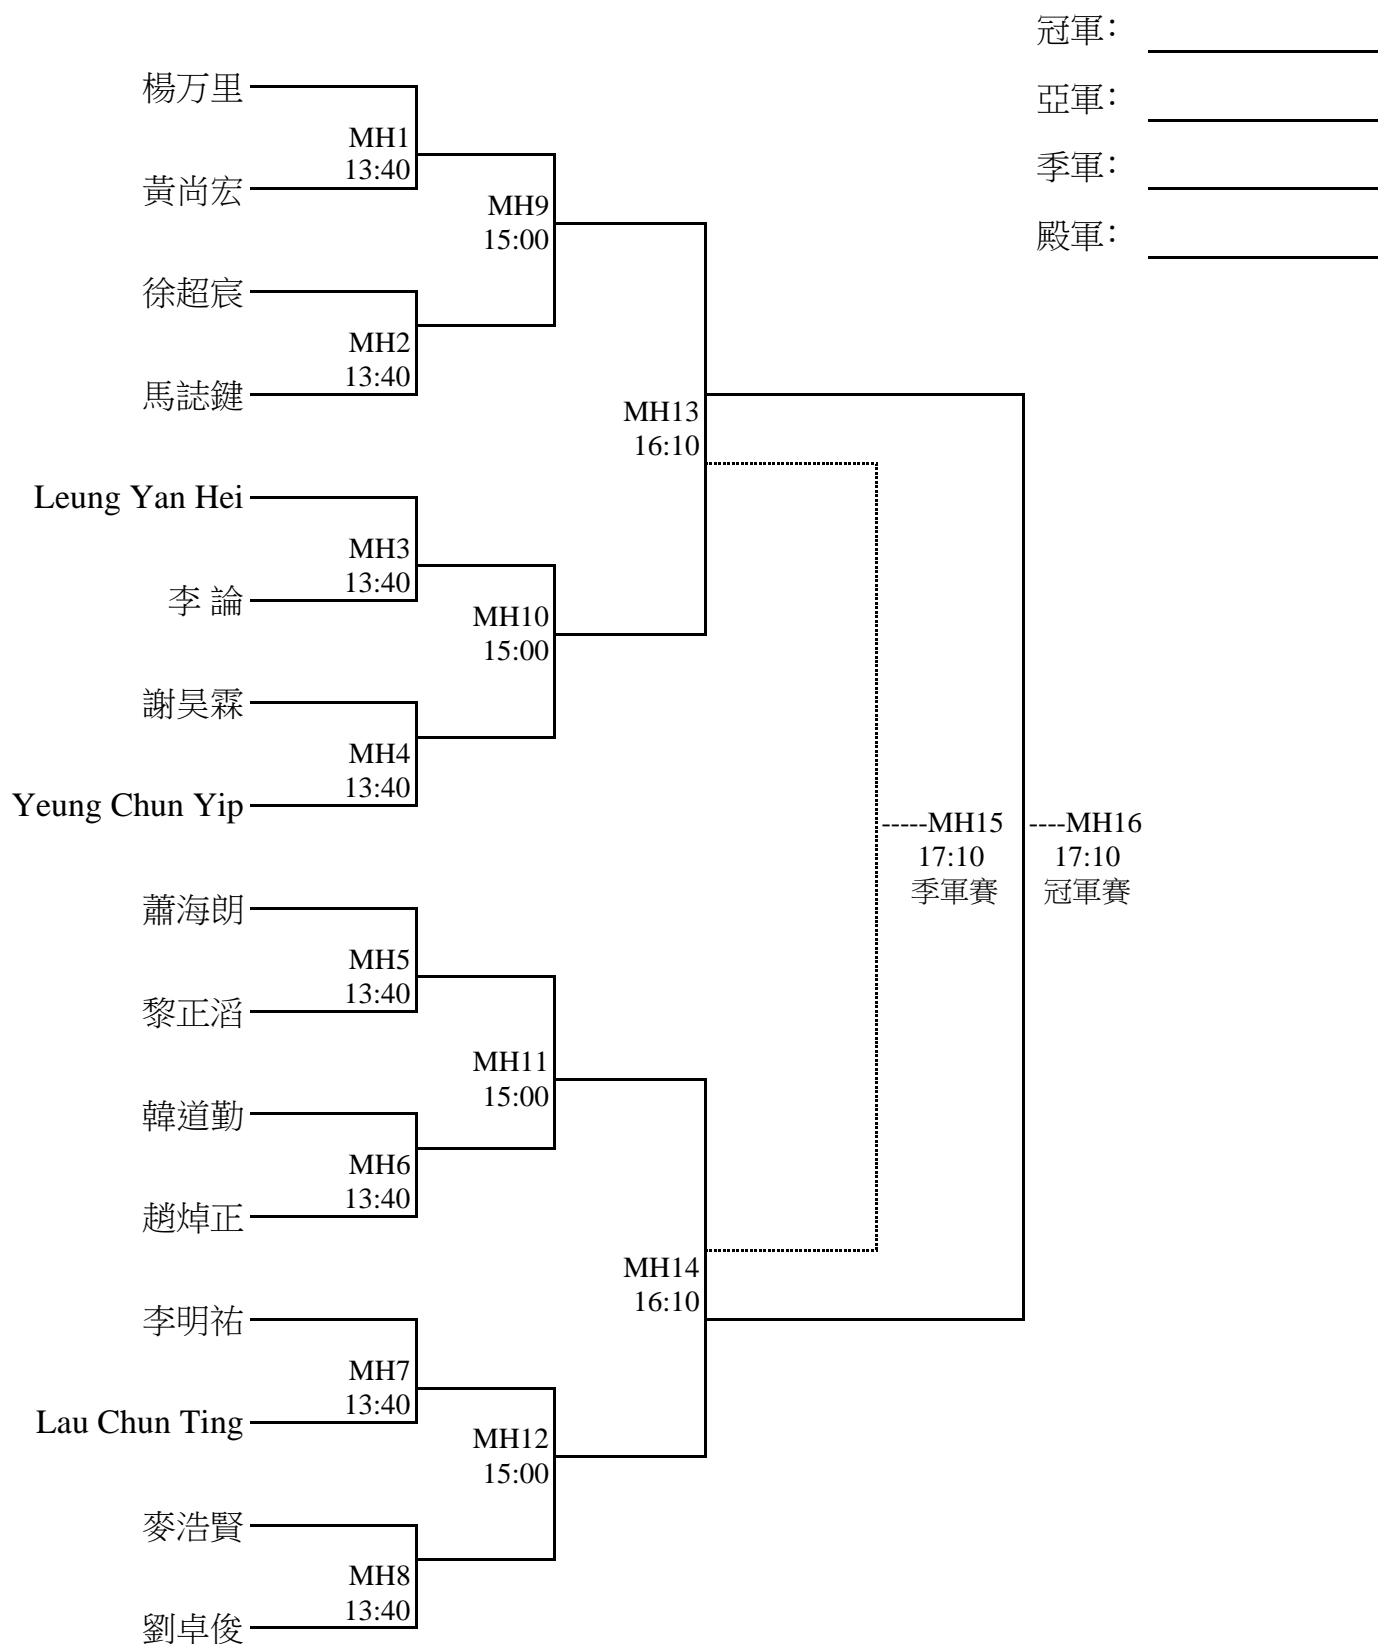 冠軍：
亞軍：
季軍：
殿軍：
楊万里
MH1
13:40
黃尚宏
MH9
15:00
徐超宸
MH2
13:40
馬誌鍵
MH13
16:10
Leung Yan Hei
MH3
13:40
李 論
MH10
15:00
謝昊霖
MH4
13:40
Yeung Chun Yip
-----MH15
17:10
季軍賽
----MH16
17:10
冠軍賽
蕭海朗
MH5
13:40
黎正滔
MH11
15:00
韓道勤
MH6
13:40
趙焯正
MH14
16:10
李明祐
MH7
13:40
Lau Chun Ting
MH12
15:00
麥浩賢
MH8
13:40
劉卓俊